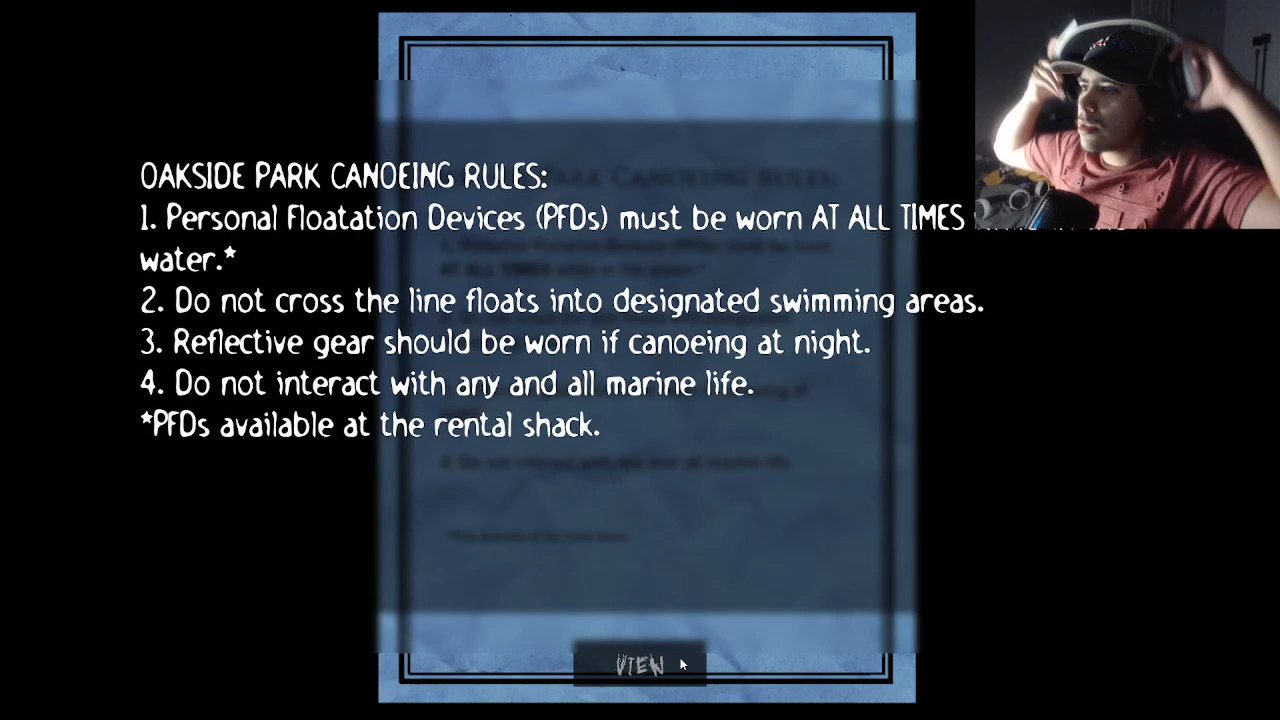 OAKSIDE PARK CANOEING RULES:
1. Personal Floatation Devices (PFDs) must be worn AT ALL TIMES
water.*
2. Do not cross the line floats into designated swimming areas.
3. Reflective gear should be worn if canoeing at night.
4. Do not interact with any and all marine life.
*PFDs available at the rental shack.
VIEW